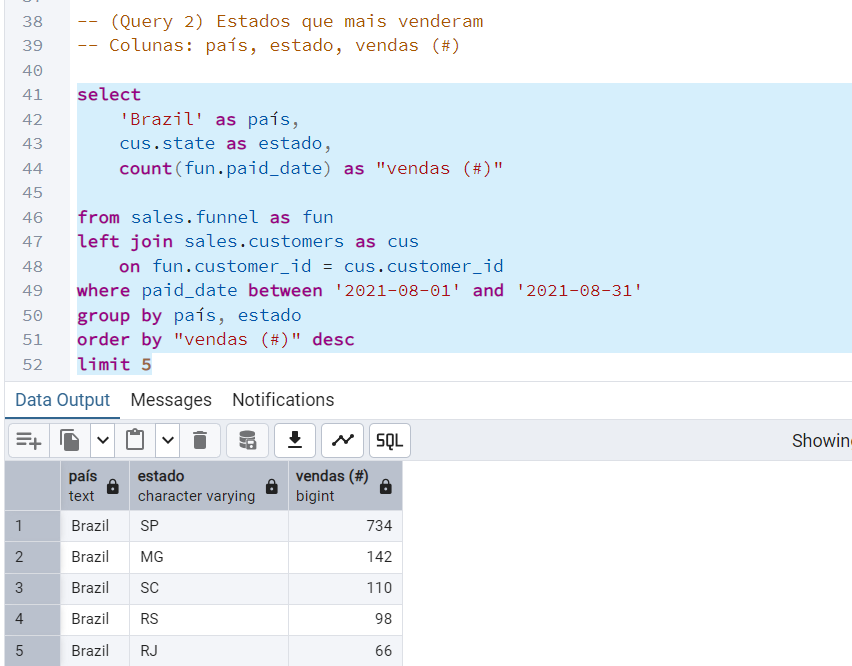 38 -- (Query 2) Estados que mais venderam
39 -- Colunas: país, estado, vendas (#)
40
41 select
42 'Brazil' as país,
43 cus.state as estado,
44 count(fun.paid_date) as "vendas (#)"
45
46 from sales.funnel as fun
47 left join sales.customers as cus
48 on fun.customer_id = cus.customer_id
49 where paid_date between '2021-08-01' and '2021-08-31'
50 group by país, estado
51 order by "vendas (#)" desc
52 limit 5
Data Output Messages Notifications
SQL Showin
país estado vendas (#)
text character varying bigint
1 Brazil SP 734
2 Brazil MG 142
3 Brazil SC 110
4 Brazil RS 98
5 Brazil RJ 66